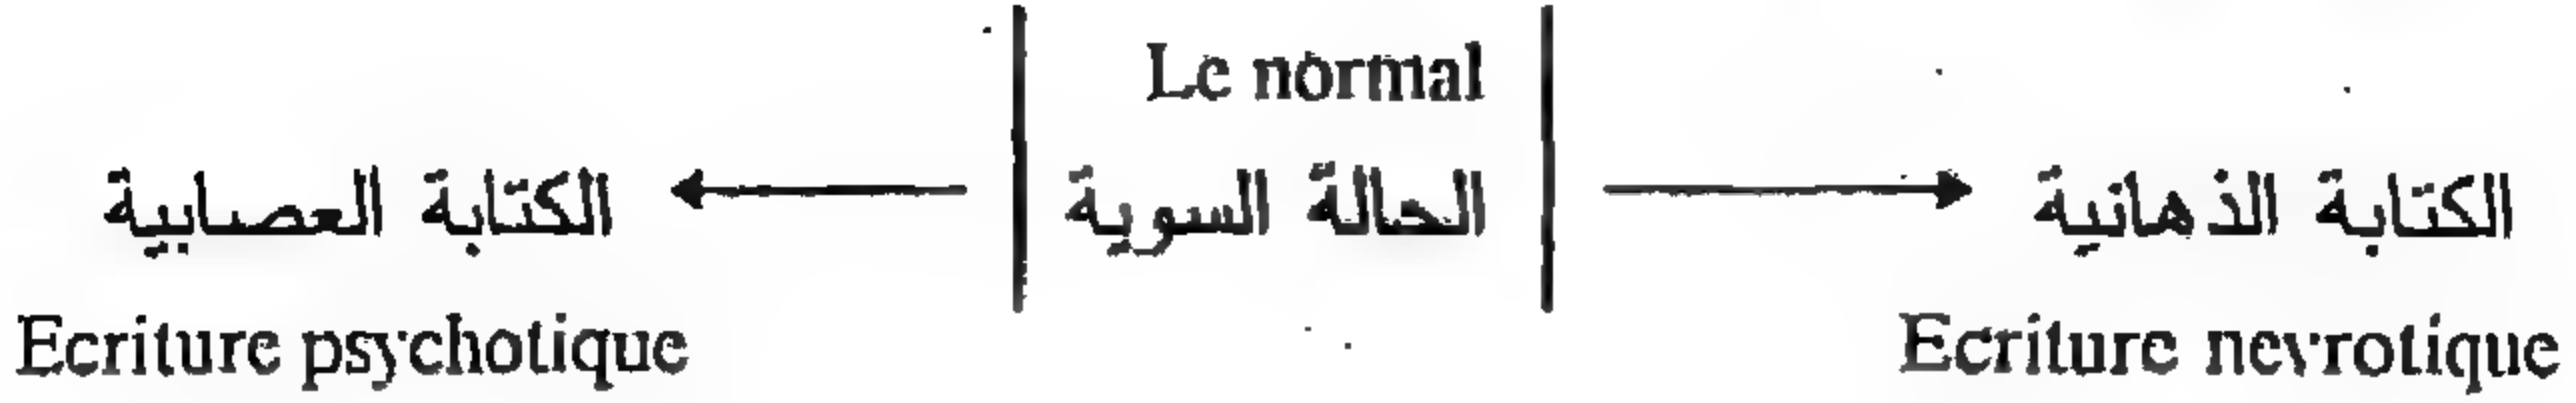 Le normal
الكتابة الذهانية الحالة السوية الكتابة العصابية
Ecriture psychotique Ecriture nevrotique